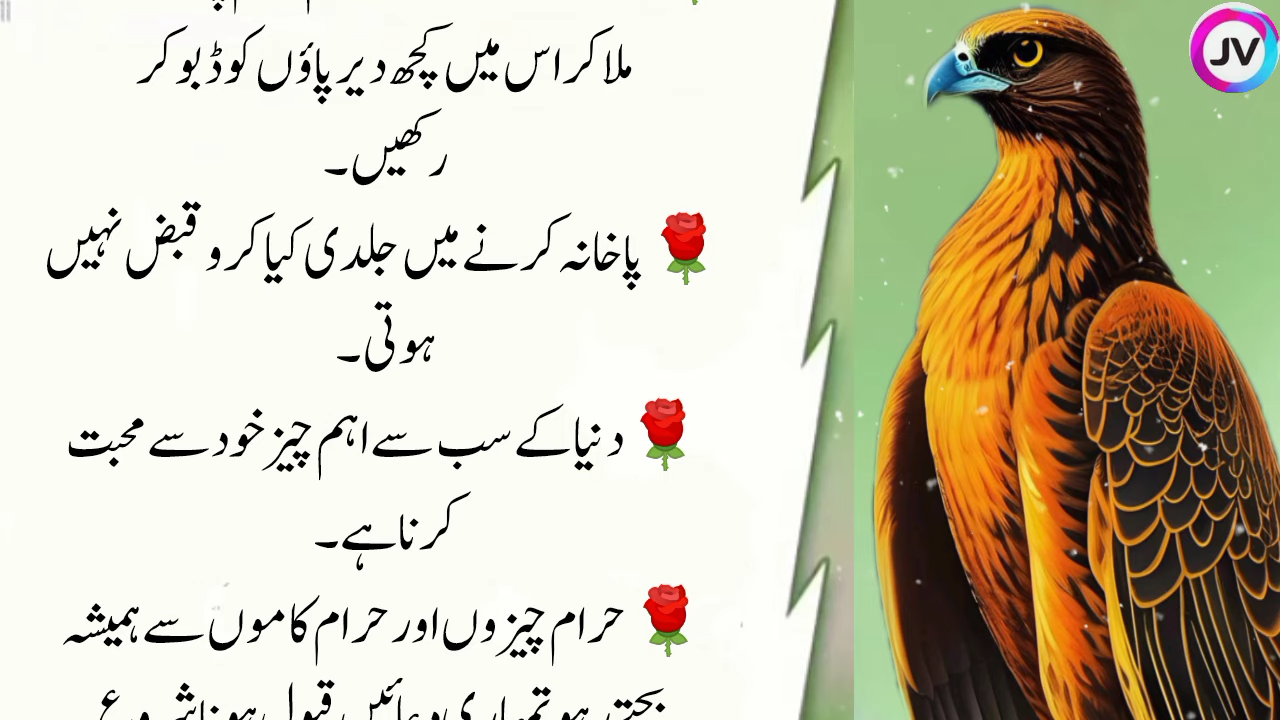 ملا کر اس میں کچھ دیر پاؤں کو ڈبو کر
رکھیں۔
پاخانہ کرنے میں جلدی کیا کرو قبض نہیں
ہوتی۔
دنیا کے سب سے اہم چیز خود سے محبت
کرنا ہے۔
حرام چیزوں اور حرام کاموں سے ہمیشہ
JV